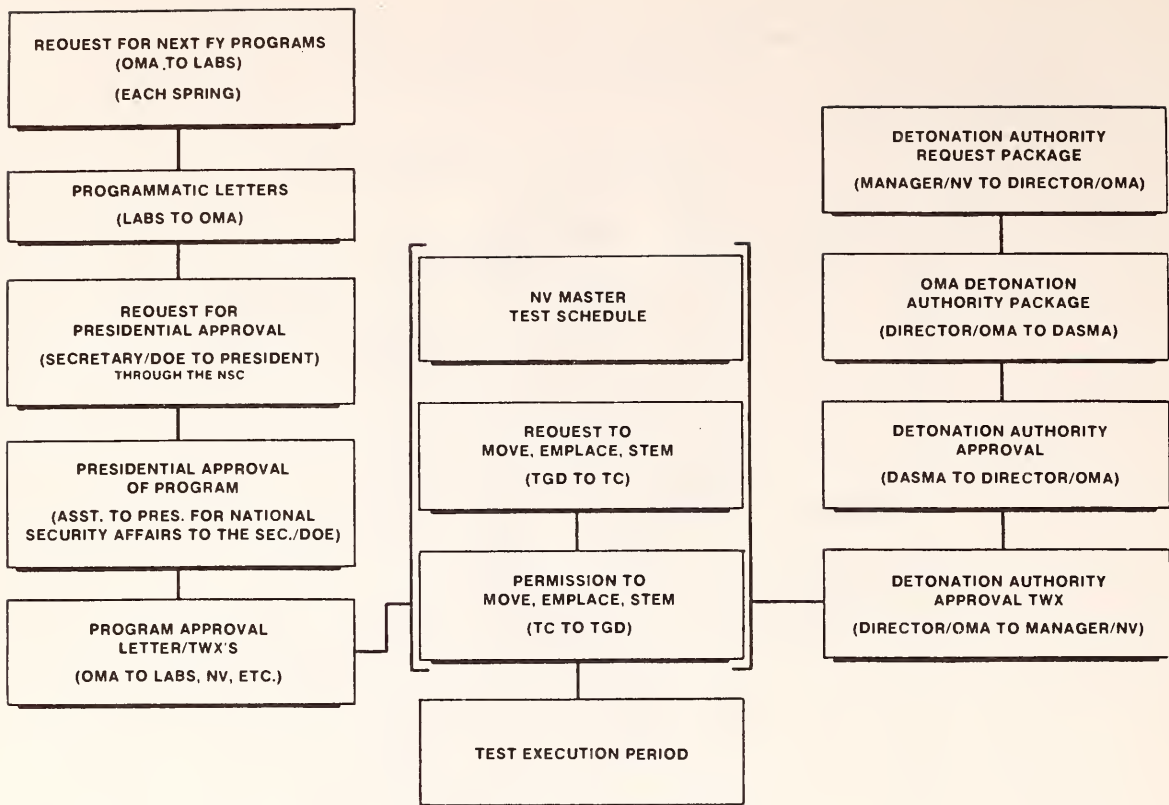 REQUEST FOR NEXT FY PROGRAMS
(OMA TO LABS)
(EACH SPRING)
PROGRAMMATIC LETTERS
(LABS TO OMA)
REQUEST FOR
PRESIDENTIAL APPROVAL
(SECRETARY/DOE TO PRESIDENT)
THROUGH THE NSC
PRESIDENTIAL APPROVAL
OF PROGRAM
(ASST. TO PRES. FOR NATIONAL
SECURITY AFFAIRS TO THE SEC./DOE)
PROGRAM APPROVAL
LETTER/TWX'S
(OMA TO LABS, NV, ETC.)
NV MASTER
TEST SCHEDULE
REQUEST TO
MOVE, EMPLACE, STEM
(TGD TO TC)
PERMISSION TO
MOVE, EMPLACE, STEM
(TC TO TGD)
TEST EXECUTION PERIOD
DETONATION AUTHORITY
REQUEST PACKAGE
(MANAGER/NV TO DIRECTOR/OMA)
OMA DETONATION
AUTHORITY PACKAGE
(DIRECTOR/OMA TO DASMA)
DETONATION AUTHORITY
APPROVAL
(DASMA TO DIRECTOR/OMA)
DETONATION AUTHORITY
APPROVAL TWX
(DIRECTOR/OMA TO MANAGER/NV)